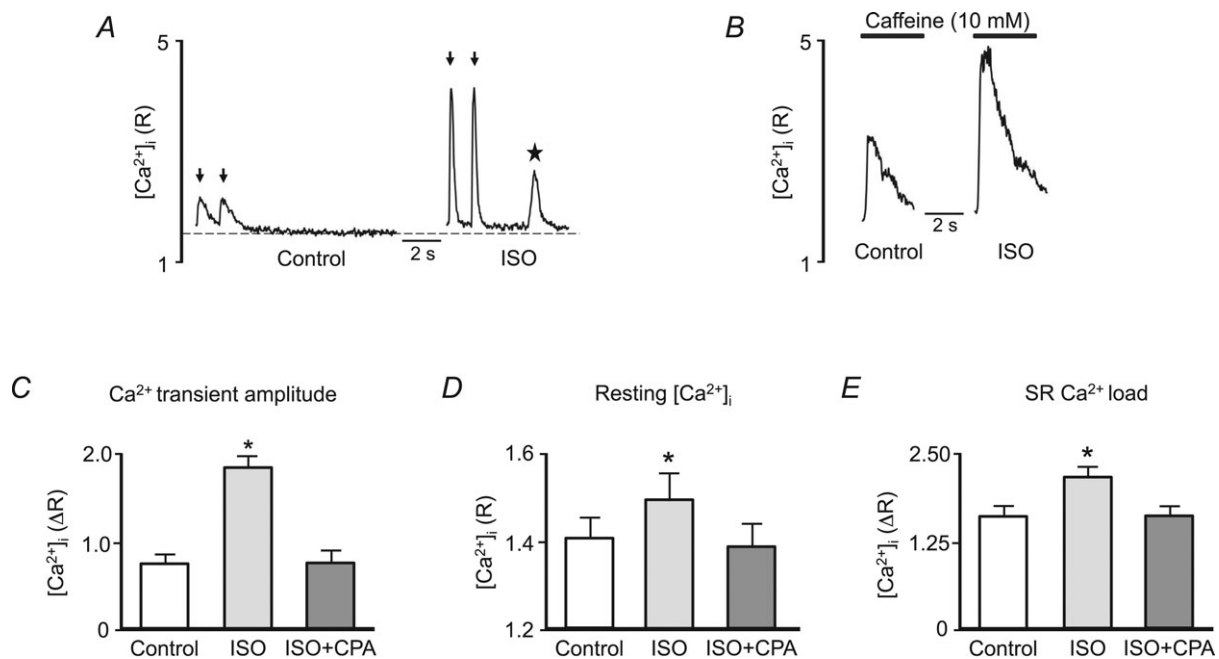 A
5
[Ca²⁺]ᵢ (R)
1
Control
2 s
ISO
B
Caffeine (10 mM)
5
[Ca²⁺]ᵢ (R)
1
Control
2 s
ISO
C
Ca²⁺ transient amplitude
2.0
1.0
0
[Ca²⁺]ᵢ (ΔR)
*
Control ISO ISO+CPA
D
Resting [Ca²⁺]ᵢ
1.6
1.4
1.2
[Ca²⁺]ᵢ (R)
*
Control ISO ISO+CPA
E
SR Ca²⁺ load
2.50
1.25
0
[Ca²⁺]ᵢ (ΔR)
*
Control ISO ISO+CPA